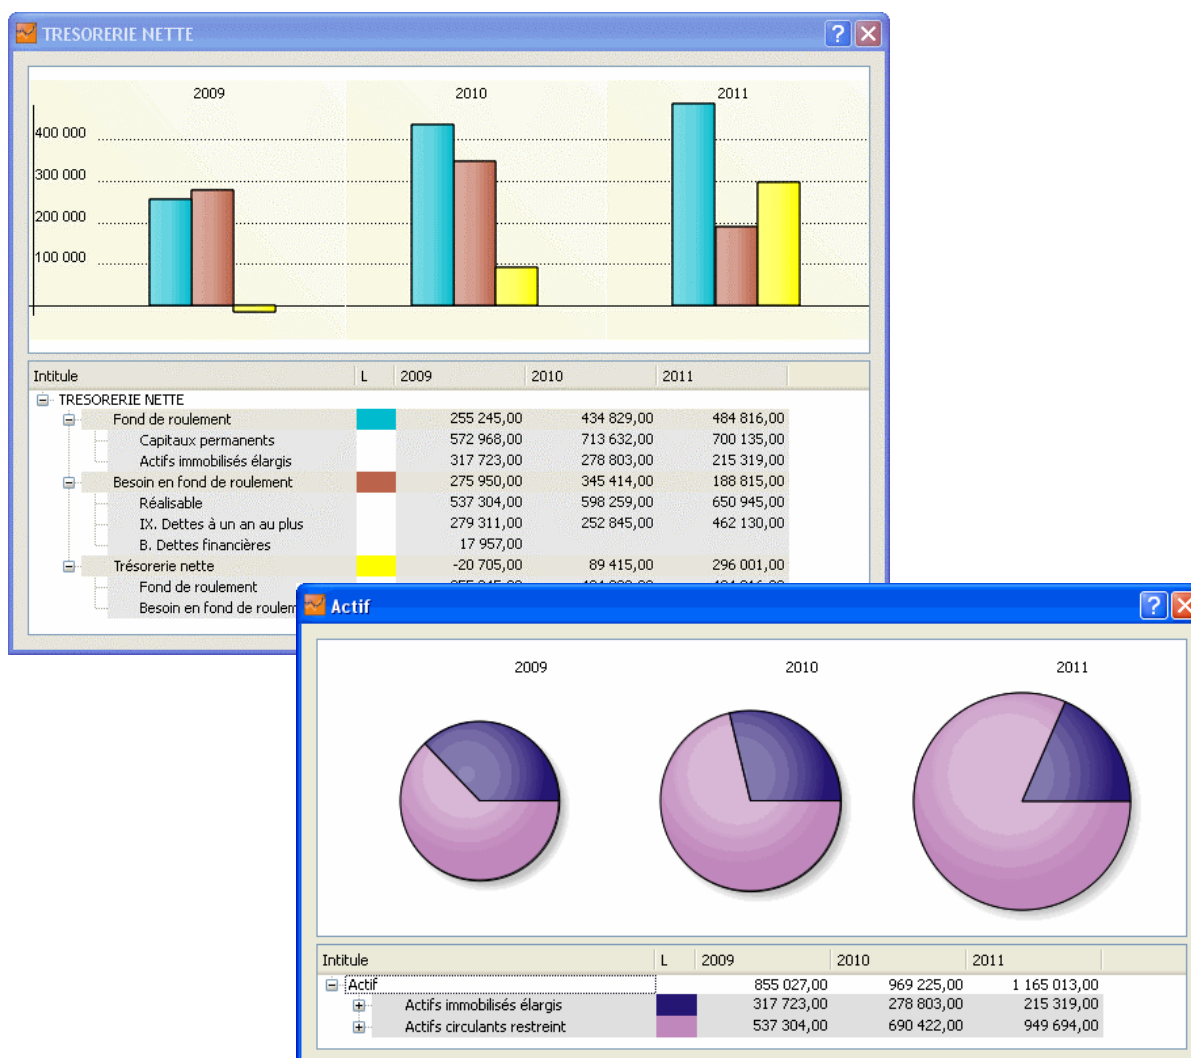 TRESORERIE NETTE
2009 2010 2011
400 000
300 000
200 000
100 000
Intitule L 2009 2010 2011
TRESORERIE NETTE
Fond de roulement 255 245,00 434 829,00 484 816,00
Capitaux permanents 572 968,00 713 632,00 700 135,00
Actifs immobilisés élargis 317 723,00 278 803,00 215 319,00
Besoin en fond de roulement 275 950,00 345 414,00 188 815,00
Réalisable 537 304,00 598 259,00 650 945,00
IX. Dettes à un an au plus 279 311,00 252 845,00 462 130,00
B. Dettes financières 17 957,00
Trésorerie nette -20 705,00 89 415,00 296 001,00
Fond de roulement
Besoin en fond de roulem
Actif
2009 2010 2011
Intitule L 2009 2010 2011
Actif 855 027,00 969 225,00 1 165 013,00
Actifs immobilisés élargis 317 723,00 278 803,00 215 319,00
Actifs circulants restreint 537 304,00 690 422,00 949 694,00